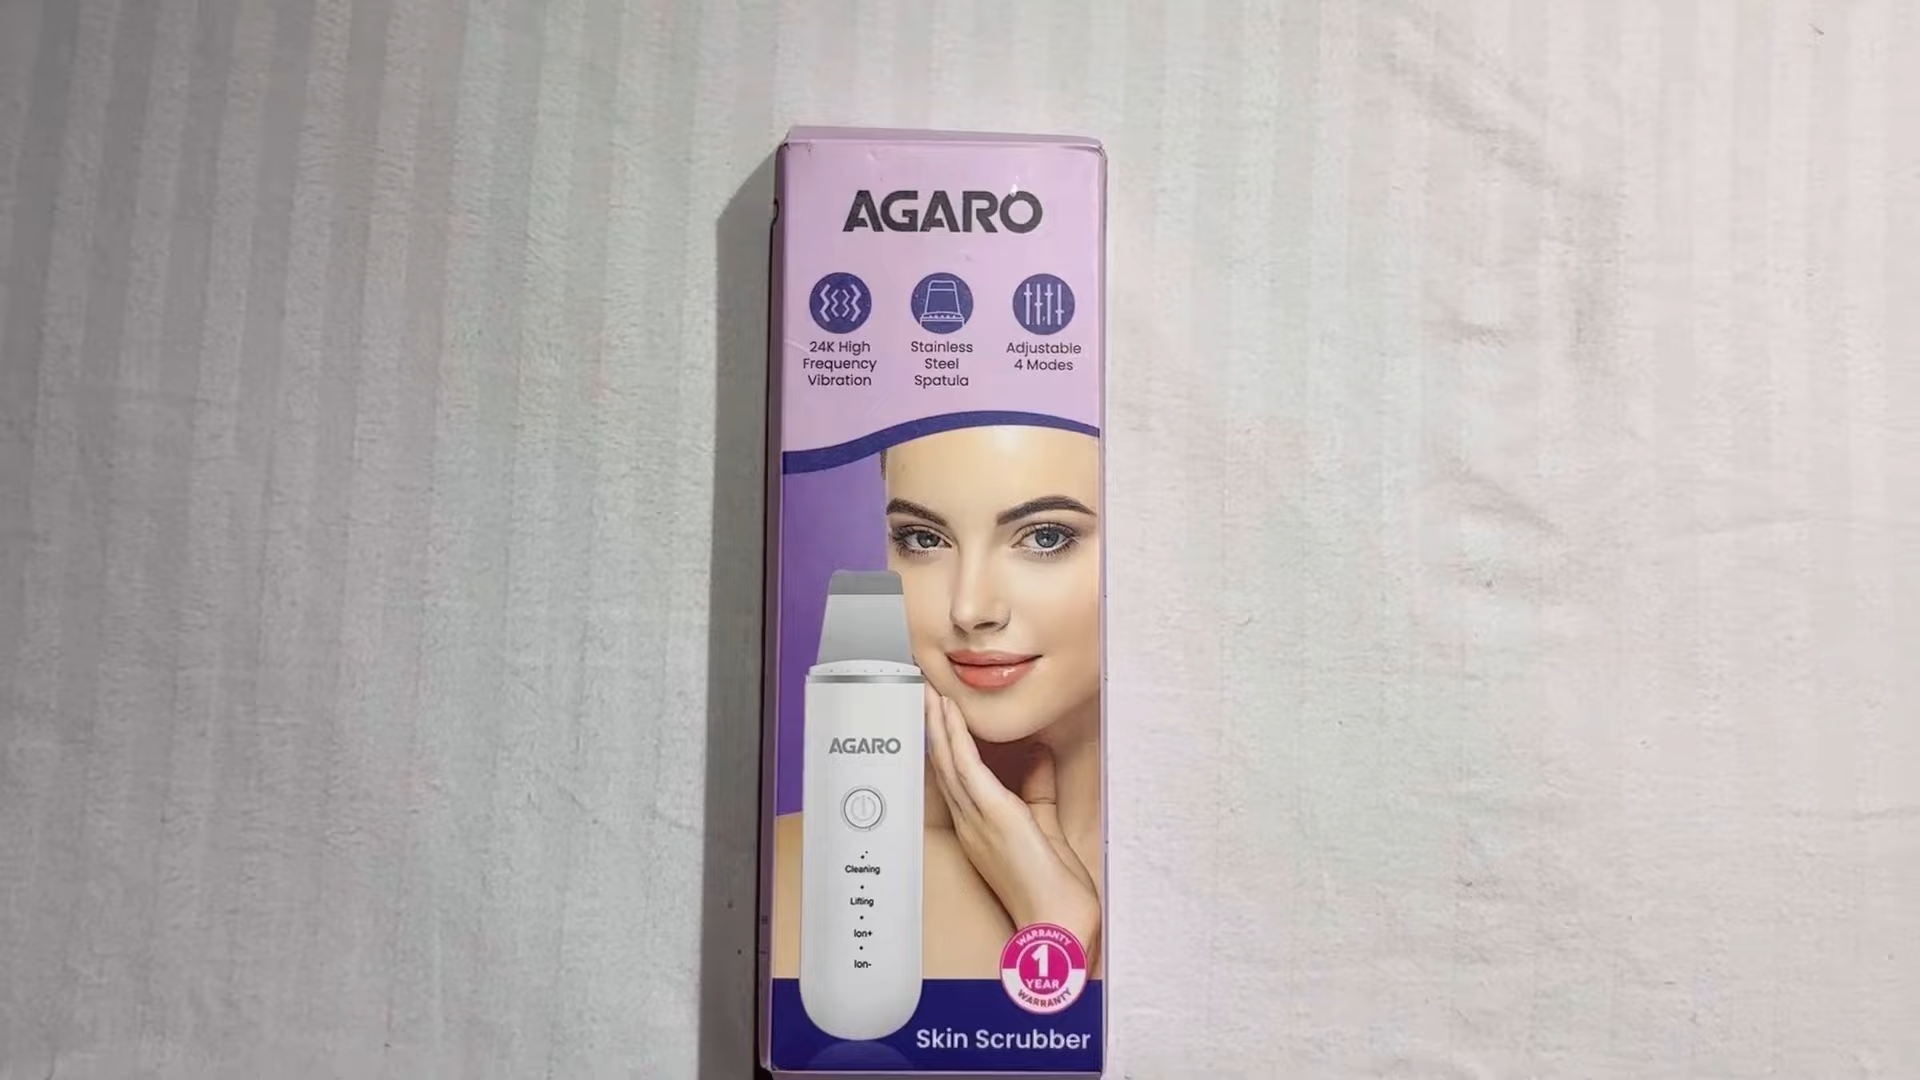 AGARO
24K High
Frequency
Vibration
Stainless
Steel
Spatula
Adjustable
4 Modes
AGARO
Cleaning
Lifting
Ion+
Ion-
WARRANTY
1
YEAR
WARRANTY
Skin Scrubber